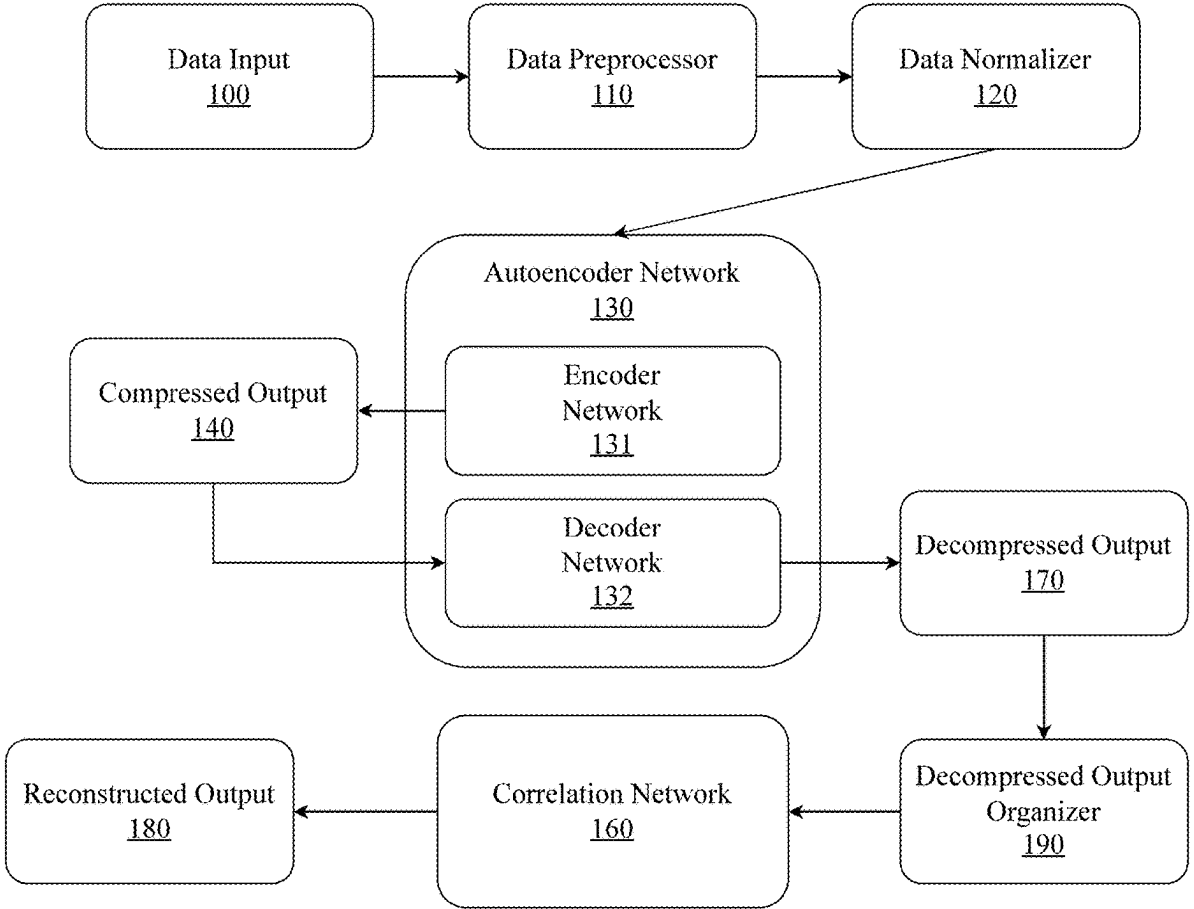 Data Input
100
Data Preprocessor
110
Data Normalizer
120
Autoencoder Network
130
Encoder
Network
131
Compressed Output
140
Decoder
Network
132
Decompressed Output
170
Reconstructed Output
180
Correlation Network
160
Decompressed Output
Organizer
190